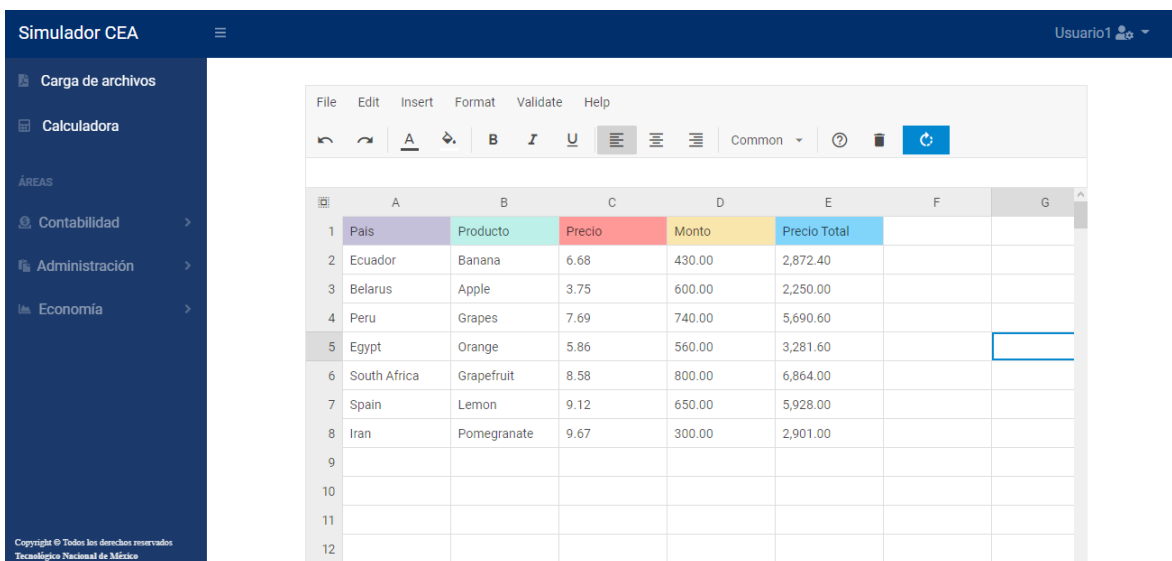 Simulador CEA
Usuario1
Carga de archivos
Calculadora
ÁREAS
Contabilidad
Administración
Economía
Copyright © Todos los derechos reservados
Tecnológico Nacional de México
File Edit Insert Format Validate Help
A B I U Common
A B C D E F G
1 Pais Producto Precio Monto Precio Total
2 Ecuador Banana 6.68 430.00 2,872.40
3 Belarus Apple 3.75 600.00 2,250.00
4 Peru Grapes 7.69 740.00 5,690.60
5 Egypt Orange 5.86 560.00 3,281.60
6 South Africa Grapefruit 8.58 800.00 6,864.00
7 Spain Lemon 9.12 650.00 5,928.00
8 Iran Pomegranate 9.67 300.00 2,901.00
9
10
11
12